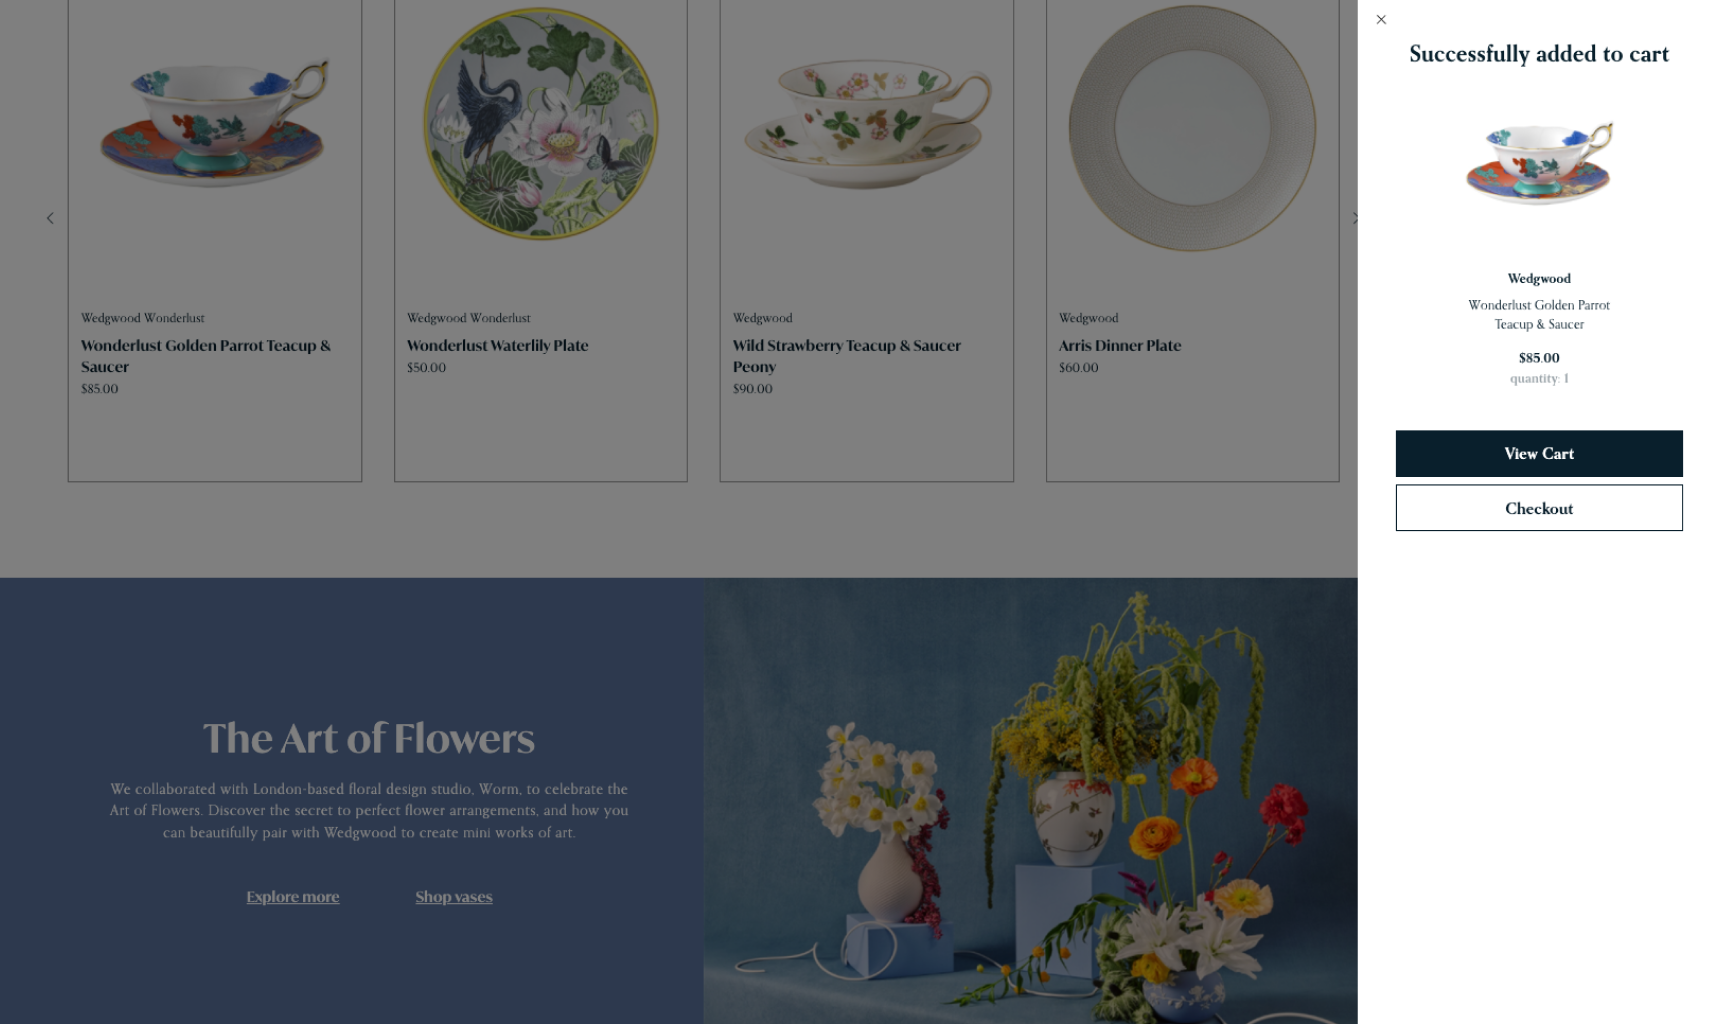 Wedgwood Wonderlust
Wonderlust Golden Parrot Teacup &
Saucer
$85.00
Wedgwood Wonderlust
Wonderlust Waterlily Plate
$50.00
Wedgwood
Wild Strawberry Teacup & Saucer
Peony
$90.00
Wedgwood
Arris Dinner Plate
$60.00
The Art of Flowers
We collaborated with London-based floral design studio, Worm, to celebrate the
Art of Flowers. Discover the secret to perfect flower arrangements, and how you
can beautifully pair with Wedgwood to create mini works of art.
Explore more
Shop vases
Successfully added to cart
Wedgwood
Wonderlust Golden Parrot
Teacup & Saucer
$85.00
quantity: 1
View Cart
Checkout